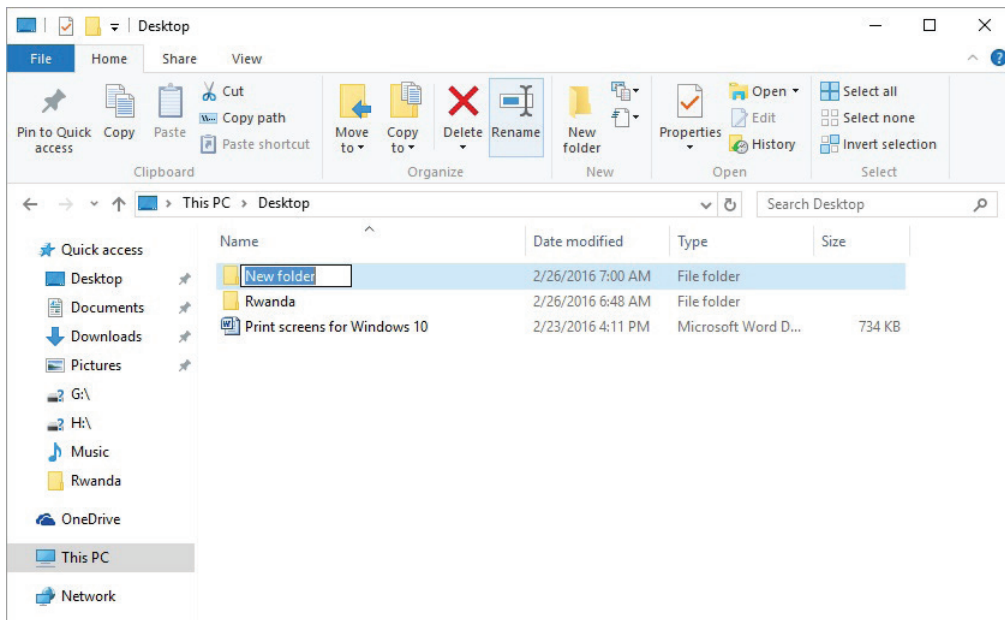 Desktop
File Home Share View
Pin to Quick access
Copy
Paste
Cut
Copy path
Paste shortcut
Clipboard
Move to
Copy to
Delete
Rename
Organize
New folder
New
Properties
Open
Edit
History
Open
Select all
Select none
Invert selection
Select
This PC > Desktop
Search Desktop
Quick access
Desktop
Documents
Downloads
Pictures
G:\
H:\
Music
Rwanda
OneDrive
This PC
Network
Name Date modified Type Size
New folder 2/26/2016 7:00 AM File folder
Rwanda 2/26/2016 6:48 AM File folder
Print screens for Windows 10 2/23/2016 4:11 PM Microsoft Word D... 734 KB